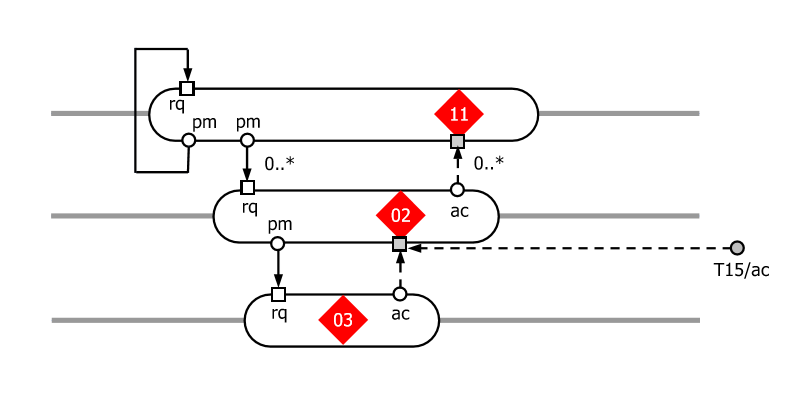 rq
11
pm pm
0..* 0..*
rq 02 ac
pm
T15/ac
rq 03 ac